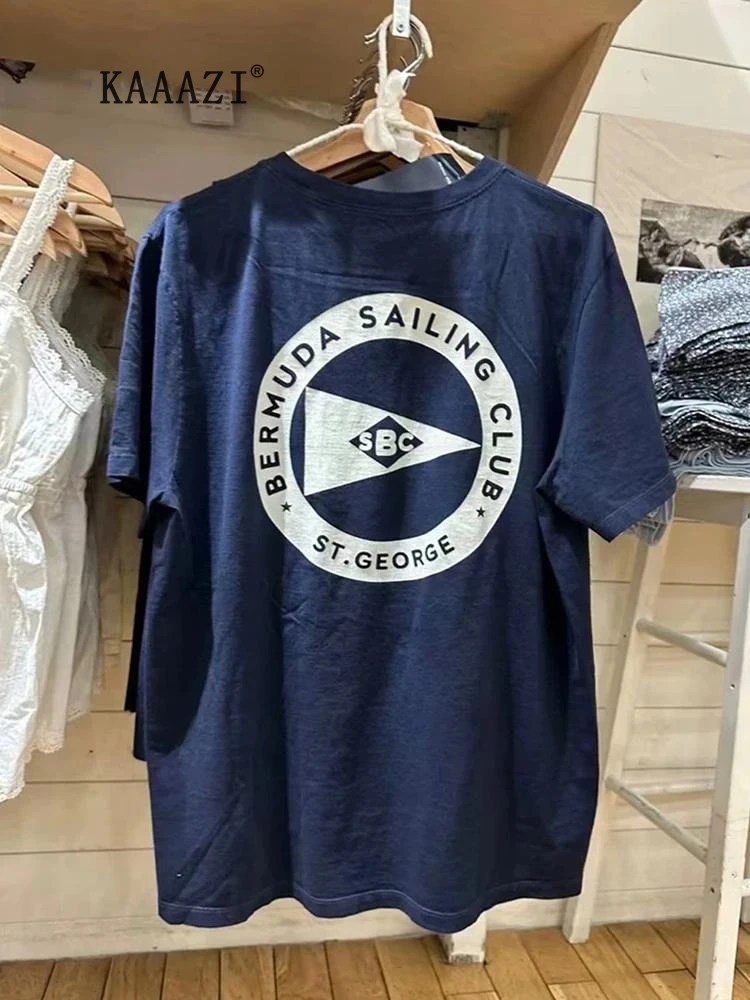 KAAAZI®
BERMUDA SAILING CLUB
SBC
★ ST.GEORGE ★